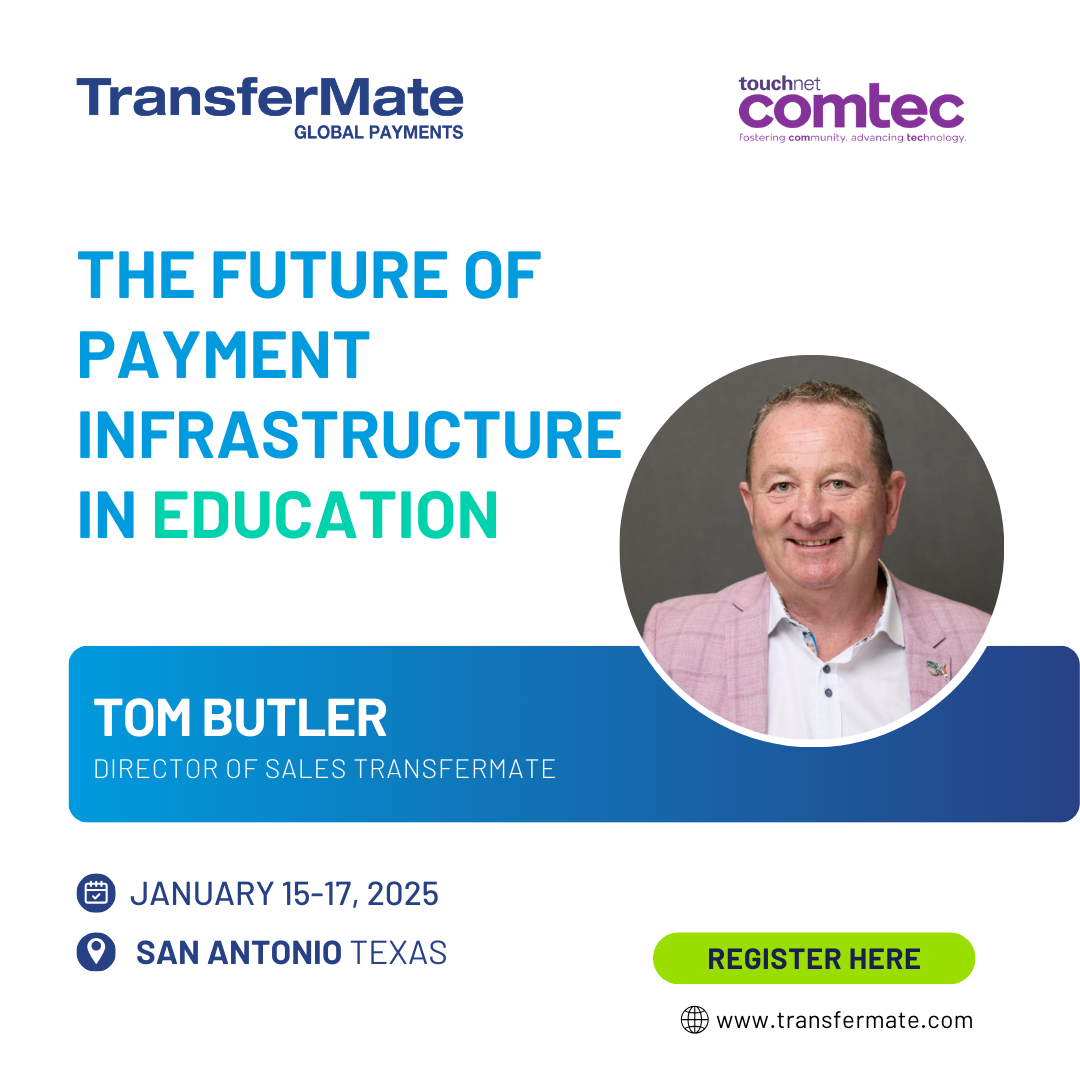 TransferMate
GLOBAL PAYMENTS
touchnet
comtec
fostering community. advancing technology.
THE FUTURE OF
PAYMENT
INFRASTRUCTURE
IN EDUCATION
TOM BUTLER
DIRECTOR OF SALES TRANSFERMATE
JANUARY 15-17, 2025
SAN ANTONIO TEXAS
REGISTER HERE
www.transfermate.com